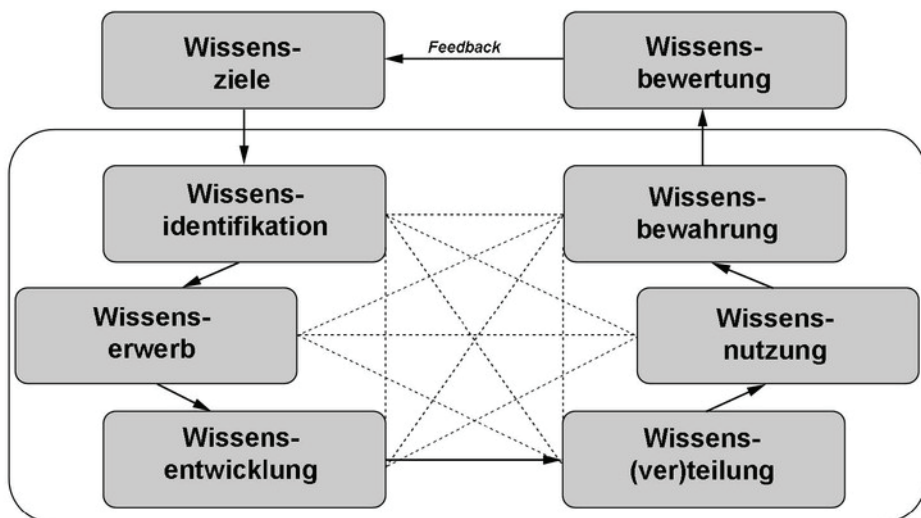 Wissens-
ziele
Feedback
Wissens-
bewertung
Wissens-
identifikation
Wissens-
bewahrung
Wissens-
erwerb
Wissens-
nutzung
Wissens-
entwicklung
Wissens-
(ver)teilung